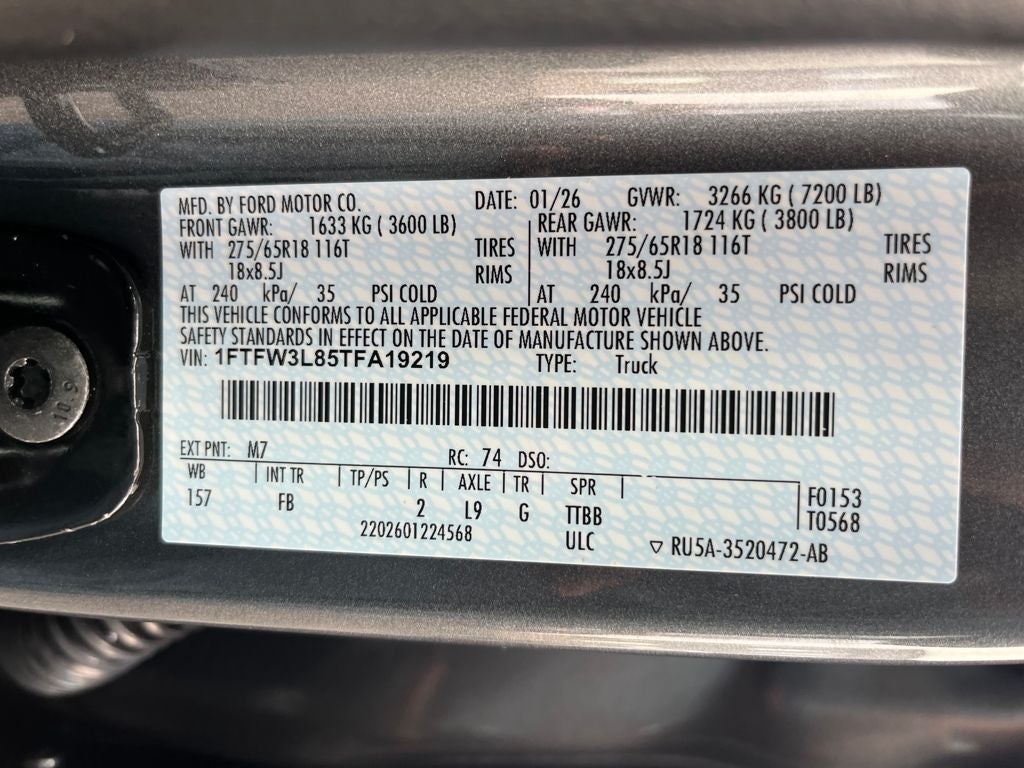 MFD. BY FORD MOTOR CO. DATE: 01/26 GVWR: 3266 KG ( 7200 LB)
FRONT GAWR: 1633 KG ( 3600 LB) REAR GAWR: 1724 KG ( 3800 LB)
WITH 275/65R18 116T TIRES WITH 275/65R18 116T TIRES
18x8.5J RIMS 18x8.5J RIMS
AT 240 kPa/ 35 PSI COLD AT 240 kPa/ 35 PSI COLD
THIS VEHICLE CONFORMS TO ALL APPLICABLE FEDERAL MOTOR VEHICLE
SAFETY STANDARDS IN EFFECT ON THE DATE OF MANUFACTURE SHOWN ABOVE.
VIN: 1FTFW3L85TFA19219 TYPE: Truck
EXT PNT: M7 RC: 74 DSO:
WB INT TR TP/PS R AXLE TR SPR
157 FB 2 L9 G TTBB F0153
2202601224568 ULC T0568
RU5A-3520472-AB
10.9